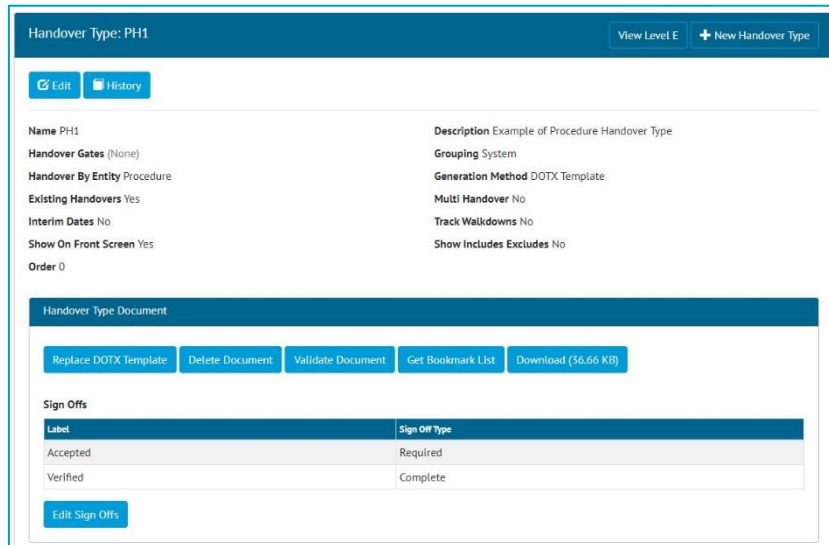 Handover Type: PH1
View Level E
New Handover Type
Edit
History
Name PH1
Description Example of Procedure Handover Type
Handover Gates (None)
Grouping System
Handover By Entity Procedure
Generation Method DOTX Template
Existing Handovers Yes
Multi Handover No
Interim Dates No
Track Walkdowns No
Show On Front Screen Yes
Show Includes Excludes No
Order 0
Handover Type Document
Replace DOTX Template
Delete Document
Validate Document
Get Bookmark List
Download (36.66 KB)
Sign Offs
Label
Sign Off Type
Accepted
Required
Verified
Complete
Edit Sign Offs